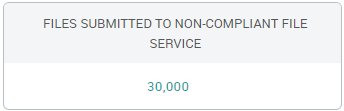 FILES SUBMITTED TO NON-COMPLIANT FILE
SERVICE
30,000